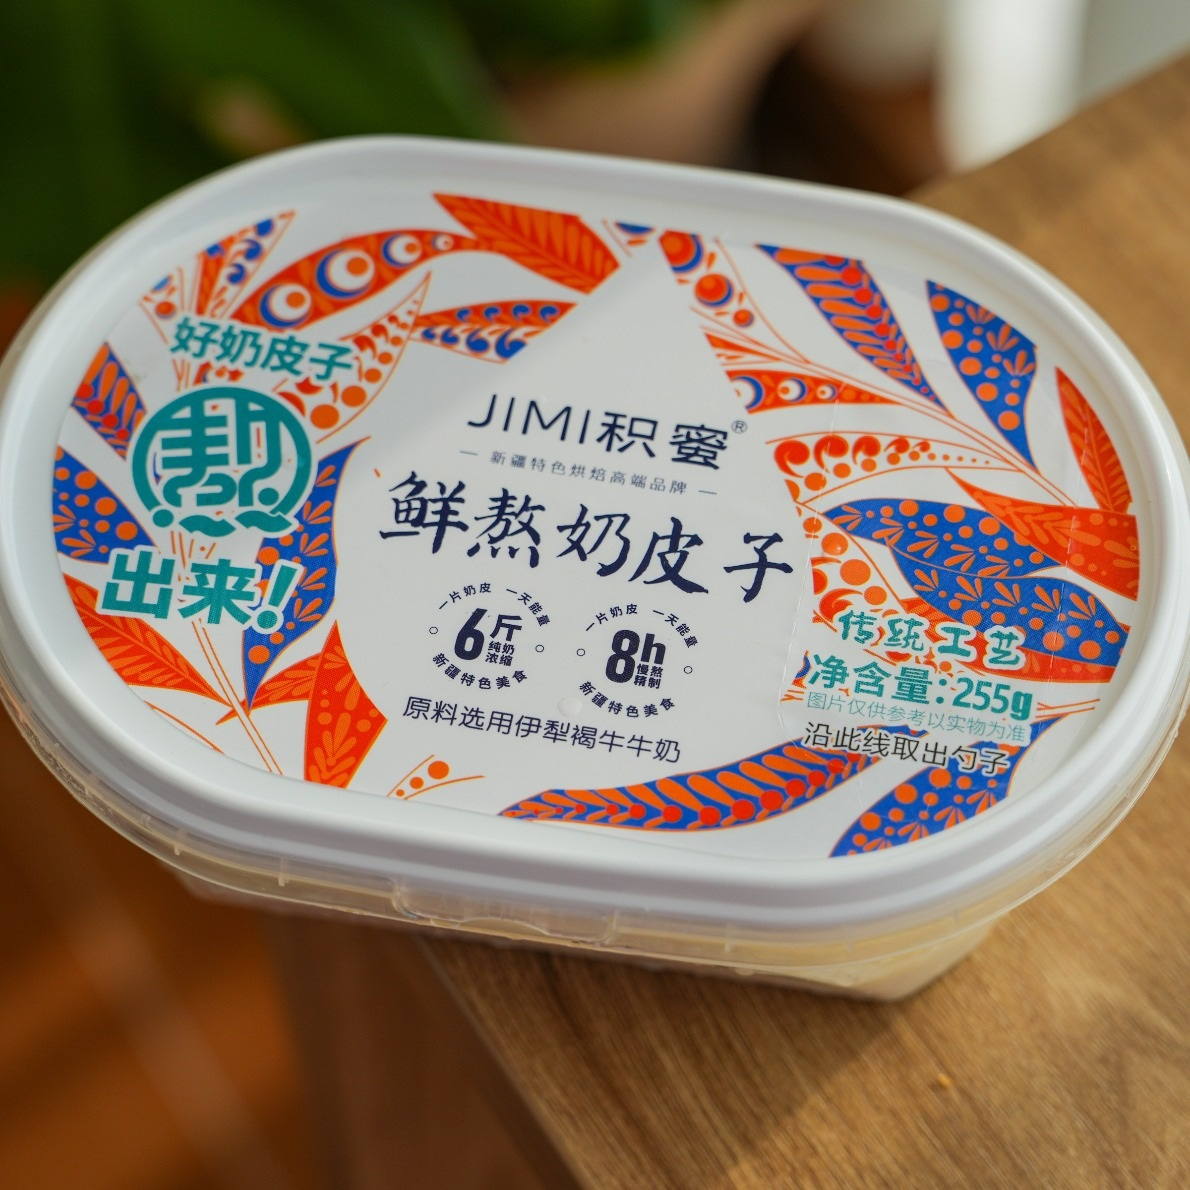 好奶皮子
熬
出来!
JIMI积蜜®
— 新疆特色烘焙高端品牌 —
鲜熬奶皮子
一片奶皮 一天能量
6斤
纯奶
浓缩
新疆特色美食
一片奶皮 一天能量
8h
慢熬
精制
新疆特色美食
原料选用伊犁褐牛牛奶
传统工艺
净含量:255g
图片仅供参考以实物为准
沿此线取出勺子